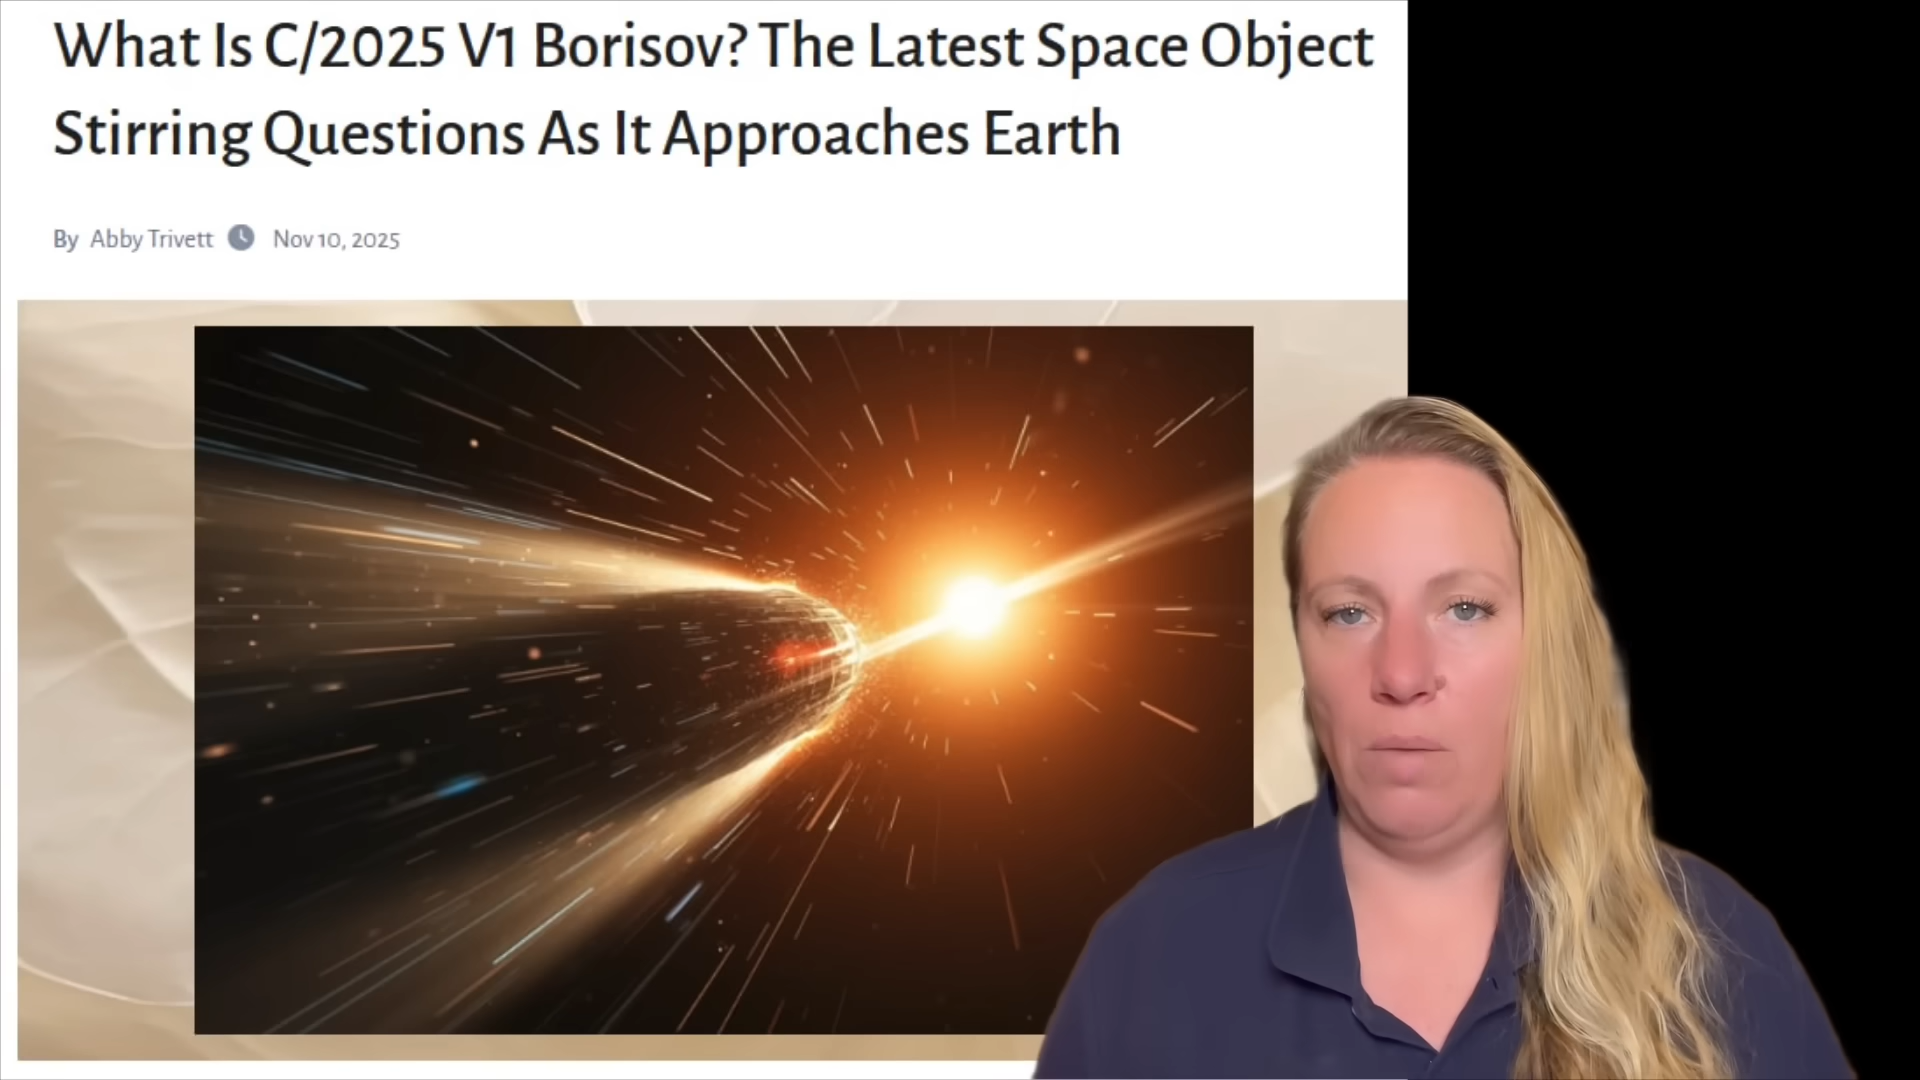 What Is C/2025 V1 Borisov? The Latest Space Object
Stirring Questions As It Approaches Earth
By Abby Trivett Nov 10, 2025